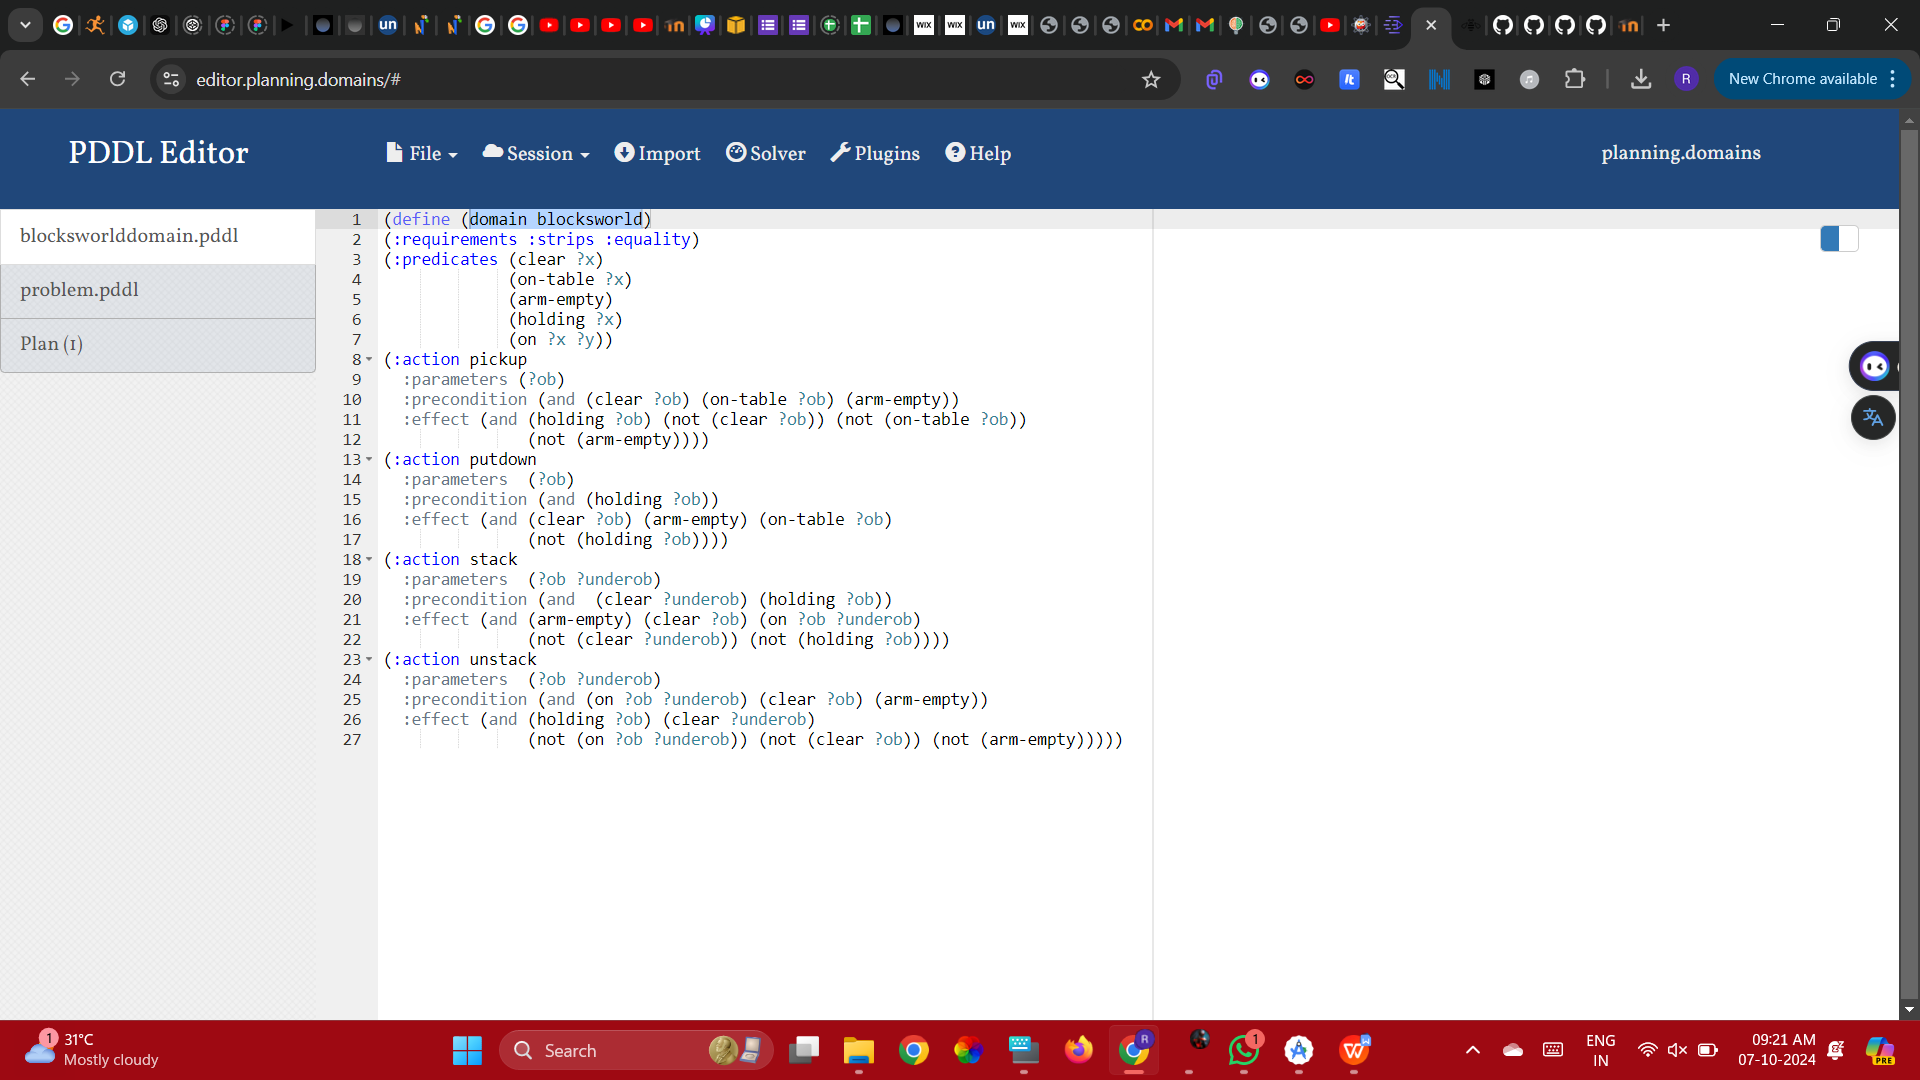 editor.planning.domains/#
New Chrome available
PDDL Editor
File
Session
Import
Solver
Plugins
Help
planning.domains
blocksworlddomain.pddl
problem.pddl
Plan (1)
1 (define (domain blocksworld)
2 (:requirements :strips :equality)
3 (:predicates (clear ?x)
4 (on-table ?x)
5 (arm-empty)
6 (holding ?x)
7 (on ?x ?y))
8 (:action pickup
9 :parameters (?ob)
10 :precondition (and (clear ?ob) (on-table ?ob) (arm-empty))
11 :effect (and (holding ?ob) (not (clear ?ob)) (not (on-table ?ob))
12 (not (arm-empty))))
13 (:action putdown
14 :parameters  (?ob)
15 :precondition (and (holding ?ob))
16 :effect (and (clear ?ob) (arm-empty) (on-table ?ob)
17 (not (holding ?ob))))
18 (:action stack
19 :parameters  (?ob ?underob)
20 :precondition (and  (clear ?underob) (holding ?ob))
21 :effect (and (arm-empty) (clear ?ob) (on ?ob ?underob)
22 (not (clear ?underob)) (not (holding ?ob))))
23 (:action unstack
24 :parameters  (?ob ?underob)
25 :precondition (and (on ?ob ?underob) (clear ?ob) (arm-empty))
26 :effect (and (holding ?ob) (clear ?underob)
27 (not (on ?ob ?underob)) (not (clear ?ob)) (not (arm-empty)))))
1
31°C
Mostly cloudy
Search
R
1
ENG
IN
09:21 AM
07-10-2024
PRE